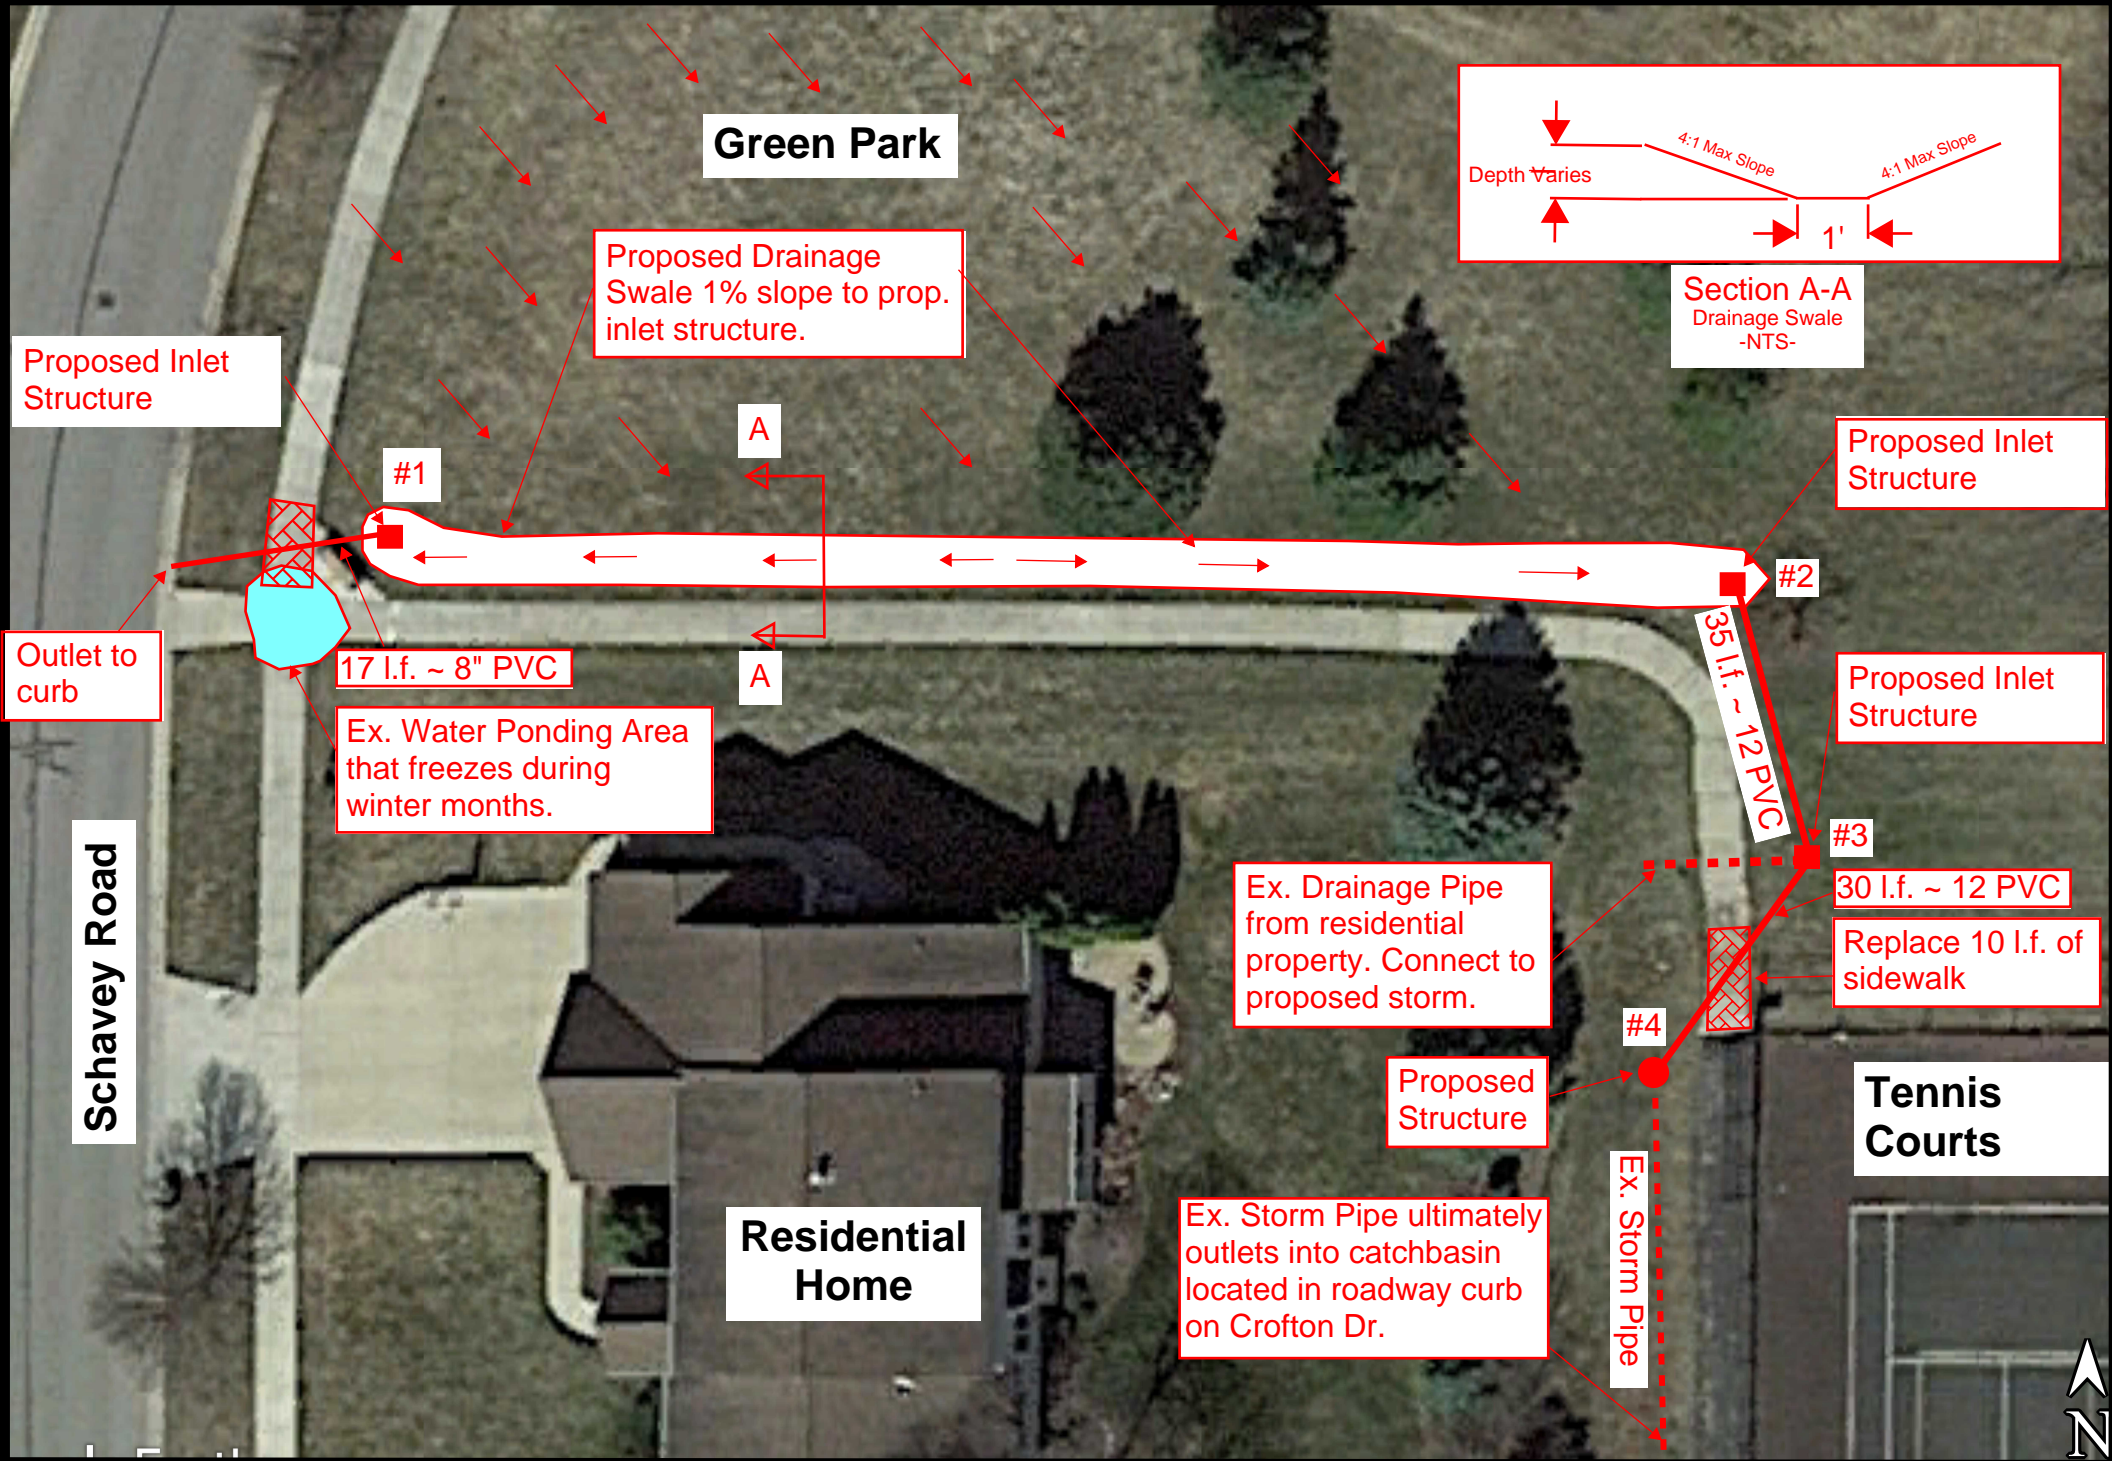 Green Park
4:1 Max Slope
4:1 Max Slope
Depth Varies
1'
Section A-A
Drainage Swale
-NTS-
Proposed Drainage
Swale 1% slope to prop.
inlet structure.
Proposed Inlet
Structure
#1
A
Proposed Inlet
Structure
#2
Outlet to
curb
17 l.f. ~ 8" PVC
A
35 l.f. ~ 12 PVC
Proposed Inlet
Structure
Ex. Water Ponding Area
that freezes during
winter months.
#3
Schavey Road
Ex. Drainage Pipe
from residential
property. Connect to
proposed storm.
30 l.f. ~ 12 PVC
Replace 10 l.f. of
sidewalk
#4
Proposed
Structure
Tennis
Courts
Residential
Home
Ex. Storm Pipe ultimately
outlets into catchbasin
located in roadway curb
on Crofton Dr.
Ex. Storm Pipe
N